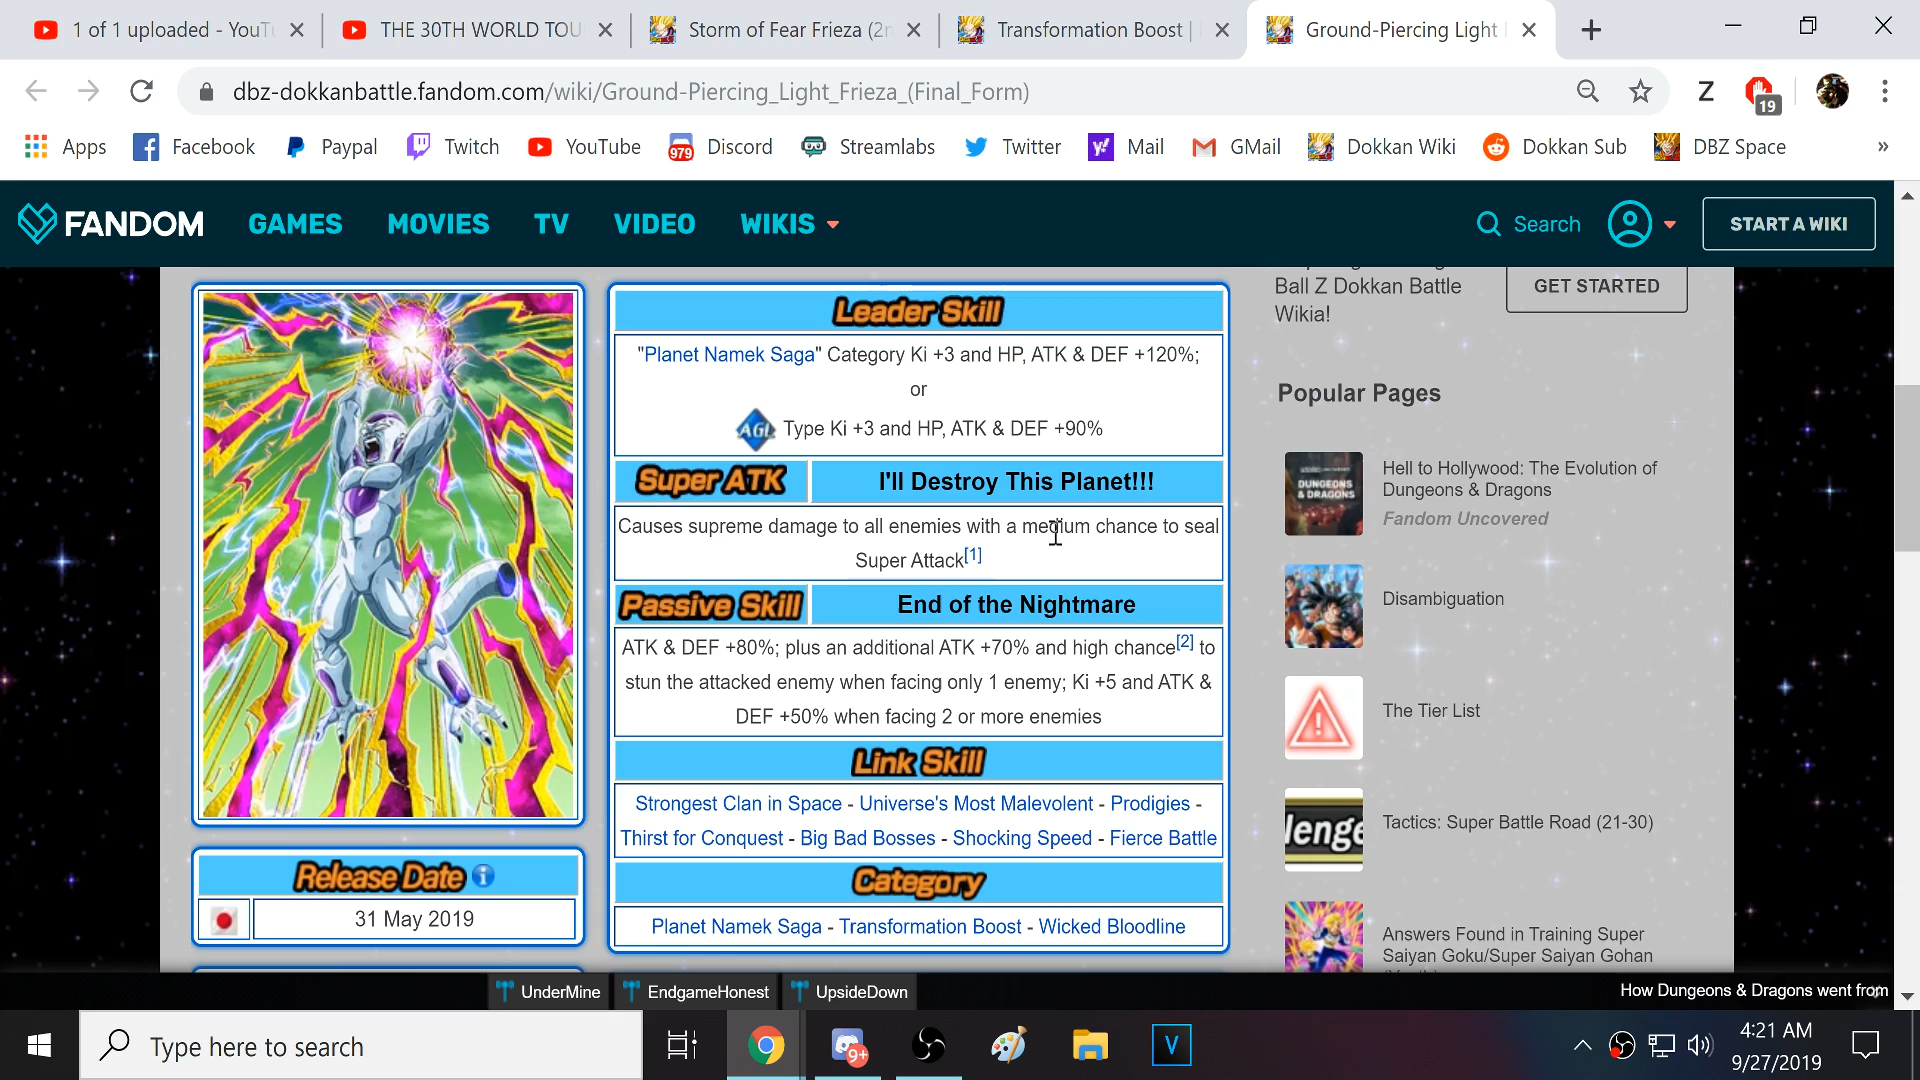 1 of 1 uploaded - YouT
THE 30TH WORLD TOU
Storm of Fear Frieza (2n
Transformation Boost |
Ground-Piercing Light
dbz-dokkanbattle.fandom.com/wiki/Ground-Piercing_Light_Frieza_(Final_Form)
Z
19
Apps
Facebook
Paypal
Twitch
YouTube
979
Discord
Streamlabs
Twitter
y!
Mail
GMail
Dokkan Wiki
Dokkan Sub
DBZ Space
»
FANDOM
GAMES
MOVIES
TV
VIDEO
WIKIS
Search
START A WIKI
Leader Skill
"Planet Namek Saga" Category Ki +3 and HP, ATK & DEF +120%;
or
AGL Type Ki +3 and HP, ATK & DEF +90%
Super ATK
I'll Destroy This Planet!!!
Causes supreme damage to all enemies with a medium chance to seal
Super Attack[1]
Passive Skill
End of the Nightmare
ATK & DEF +80%; plus an additional ATK +70% and high chance[2] to
stun the attacked enemy when facing only 1 enemy; Ki +5 and ATK &
DEF +50% when facing 2 or more enemies
Link Skill
Strongest Clan in Space - Universe's Most Malevolent - Prodigies -
Thirst for Conquest - Big Bad Bosses - Shocking Speed - Fierce Battle
Category
Planet Namek Saga - Transformation Boost - Wicked Bloodline
Release Date
31 May 2019
Ball Z Dokkan Battle
Wikia!
GET STARTED
Popular Pages
DUNGEONS
& DRAGONS
Hell to Hollywood: The Evolution of
Dungeons & Dragons
Fandom Uncovered
Disambiguation
The Tier List
lenge
Tactics: Super Battle Road (21-30)
Answers Found in Training Super
Saiyan Goku/Super Saiyan Gohan
UnderMine
EndgameHonest
UpsideDown
How Dungeons & Dragons went from
Type here to search
9+
V
4:21 AM
9/27/2019